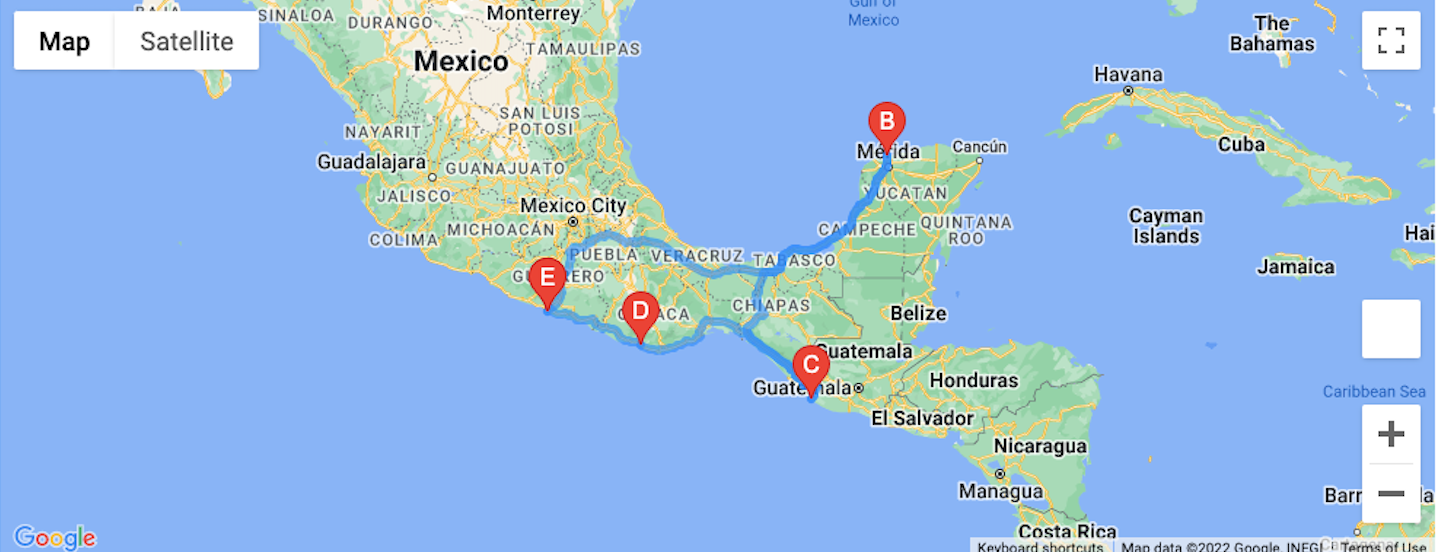 BAJA
SINALOA
DURANGO
Monterrey
Gulf of
Mexico
The
Bahamas
Map
Satellite
Mexico
TAMAULIPAS
Havana
SAN LUIS
POTOSI
NAYARIT
B
Mérida
Cancún
Cuba
Guadalajara
GUANAJUATO
JALISCO
YUCATAN
Mexico City
Cayman
Islands
COLIMA
MICHOACÁN
CAMPECHE
QUINTANA
ROO
Hai
PUEBLA
VERACRUZ
TABASCO
Jamaica
E
GUERRERO
CHIAPAS
D
OAXACA
Belize
Guatemala
C
Guatemala
Honduras
Caribbean Sea
El Salvador
+
Nicaragua
−
Managua
Barr
la
Costa Rica
Google
Keyboard shortcuts
Map data ©2022 Google, INEGI
Terms of Use